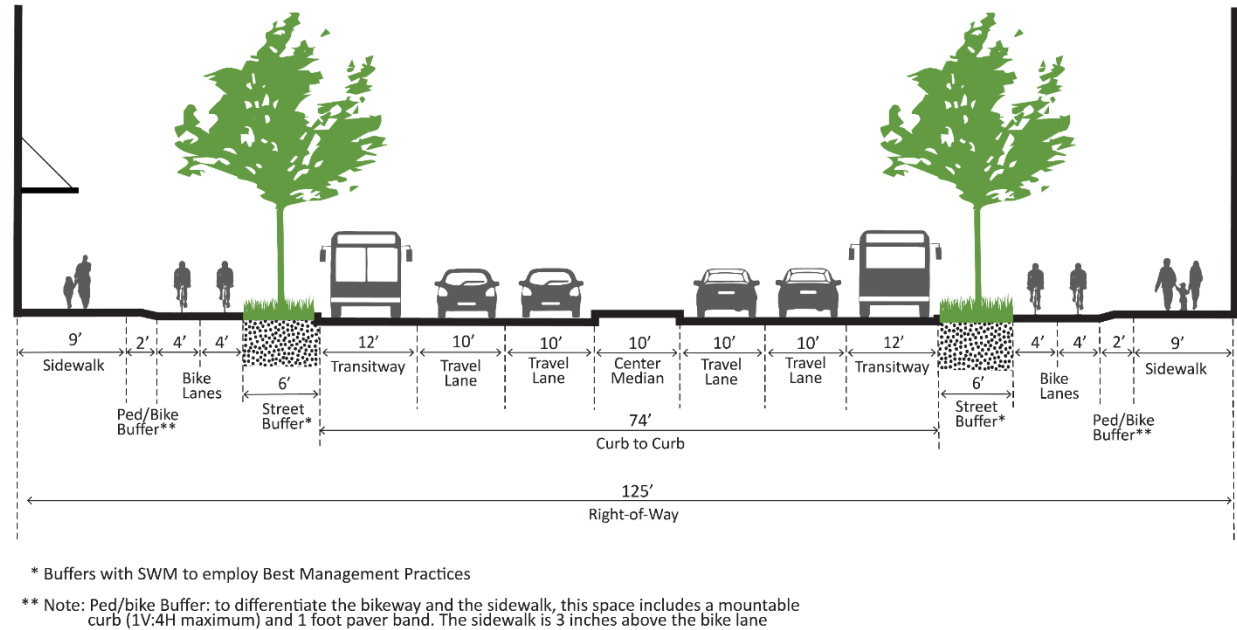 9’ 2’ 4’ 4’ 12’ 10’ 10’ 10’ 10’ 10’ 12’ 4’ 4’ 2’ 9’
Sidewalk
Bike
Lanes
6’
Street
Buffer*
Ped/Bike
Buffer**
Transitway
Travel
Lane
Travel
Lane
Center
Median
Travel
Lane
Travel
Lane
Transitway
6’
Street
Buffer*
Bike
Lanes
Ped/Bike
Buffer**
Sidewalk
74’
Curb to Curb
125’
Right-of-Way
* Buffers with SWM to employ Best Management Practices
** Note: Ped/bike Buffer: to differentiate the bikeway and the sidewalk, this space includes a mountable
curb (1V:4H maximum) and 1 foot paver band. The sidewalk is 3 inches above the bike lane